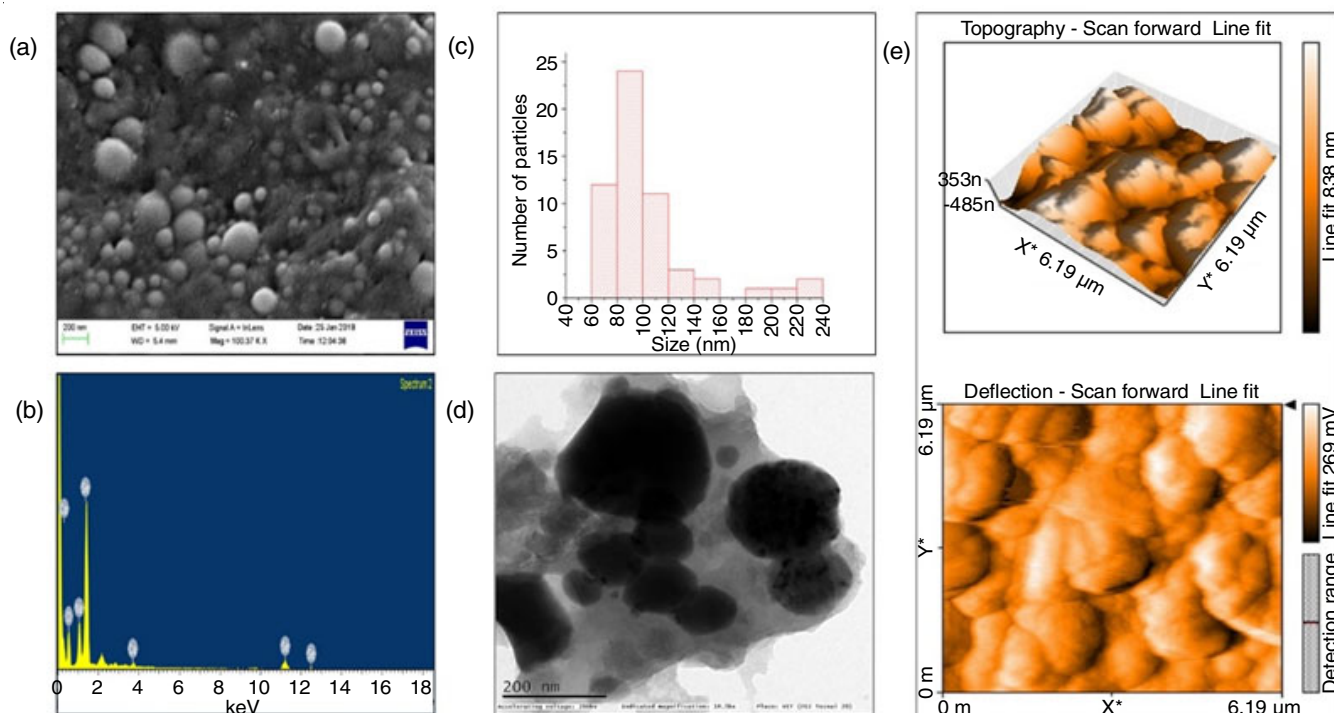 (a)
200 nm
EHT = 5.00 kV
Signal A = InLens
Date :25 Jan 2018
WD = 5.4 mm
Mag = 100.37 K X
Time :12:04:38
ZEISS
(b)
Spectrum 2
0 2 4 6 8 10 12 14 16 18
keV
(c)
Number of particles
25
20
15
10
5
0
40 60 80 100 120 140 160 180 200 220 240
Size (nm)
(d)
200 nm
Accelerating voltage: 200kV
(e)
Topography - Scan forward Line fit
353n
-485n
X* 6.19 µm
Y* 6.19 µm
Line fit 838 nm
Deflection - Scan forward Line fit
6.19 µm
Y*
0 m
0 m X* 6.19 µm
Line fit 269 mV
Detection range